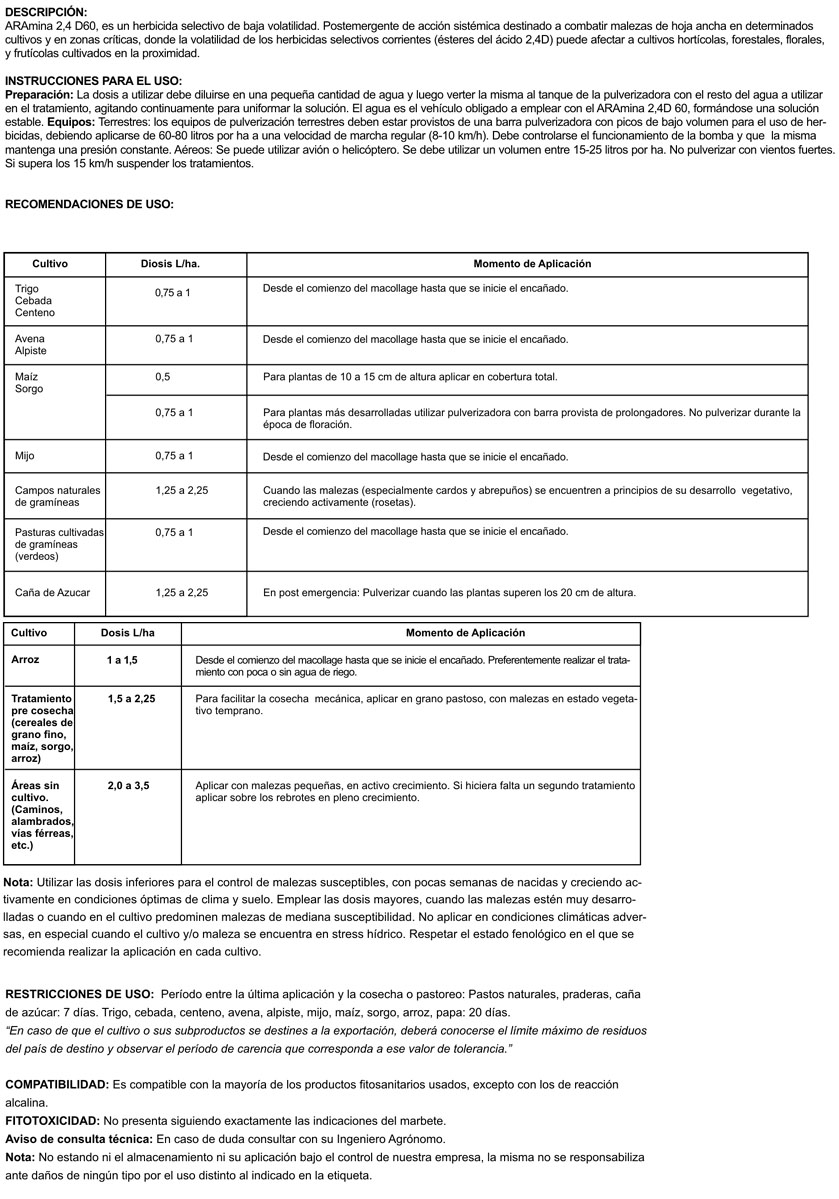 DESCRIPCIÓN:
ARAmina 2,4 D60, es un herbicida selectivo de baja volatilidad. Postemergente de acción sistémica destinado a combatir malezas de hoja ancha en determinados
cultivos y en zonas críticas, donde la volatilidad de los herbicidas selectivos corrientes (ésteres del ácido 2,4D) puede afectar a cultivos hortícolas, forestales, florales,
y frutícolas cultivados en la proximidad.
INSTRUCCIONES PARA EL USO:
Preparación: La dosis a utilizar debe diluirse en una pequeña cantidad de agua y luego verter la misma al tanque de la pulverizadora con el resto del agua a utilizar
en el tratamiento, agitando continuamente para uniformar la solución. El agua es el vehículo obligado a emplear con el ARAmina 2,4D 60, formándose una solución
estable. Equipos: Terrestres: los equipos de pulverización terrestres deben estar provistos de una barra pulverizadora con picos de bajo volumen para el uso de her-
bicidas, debiendo aplicarse de 60-80 litros por ha a una velocidad de marcha regular (8-10 km/h). Debe controlarse el funcionamiento de la bomba y que la misma
mantenga una presión constante. Aéreos: Se puede utilizar avión o helicóptero. Se debe utilizar un volumen entre 15-25 litros por ha. No pulverizar con vientos fuertes.
Si supera los 15 km/h suspender los tratamientos.
RECOMENDACIONES DE USO:
Cultivo Diosis L/ha. Momento de Aplicación
Trigo
Cebada
Centeno
0,75 a 1
Desde el comienzo del macollage hasta que se inicie el encañado.
Avena
Alpiste
0,75 a 1
Desde el comienzo del macollage hasta que se inicie el encañado.
Maíz
Sorgo
0,5
Para plantas de 10 a 15 cm de altura aplicar en cobertura total.
0,75 a 1
Para plantas más desarrolladas utilizar pulverizadora con barra provista de prolongadores. No pulverizar durante la
época de floración.
Mijo
0,75 a 1
Desde el comienzo del macollage hasta que se inicie el encañado.
Campos naturales
de gramíneas
1,25 a 2,25
Cuando las malezas (especialmente cardos y abrepuños) se encuentren a principios de su desarrollo vegetativo,
creciendo activamente (rosetas).
Pasturas cultivadas
de gramíneas
(verdeos)
0,75 a 1
Desde el comienzo del macollage hasta que se inicie el encañado.
Caña de Azucar
1,25 a 2,25
En post emergencia: Pulverizar cuando las plantas superen los 20 cm de altura.
Cultivo Dosis L/ha Momento de Aplicación
Arroz
1 a 1,5
Desde el comienzo del macollage hasta que se inicie el encañado. Preferentemente realizar el trata-
miento con poca o sin agua de riego.
Tratamiento
pre cosecha
(cereales de
grano fino,
maíz, sorgo,
arroz)
1,5 a 2,25
Para facilitar la cosecha mecánica, aplicar en grano pastoso, con malezas en estado vegeta-
tivo temprano.
Áreas sin
cultivo.
(Caminos,
alambrados,
vías férreas,
etc.)
2,0 a 3,5
Aplicar con malezas pequeñas, en activo crecimiento. Si hiciera falta un segundo tratamiento
aplicar sobre los rebrotes en pleno crecimiento.
Nota: Utilizar las dosis inferiores para el control de malezas susceptibles, con pocas semanas de nacidas y creciendo ac-
tivamente en condiciones óptimas de clima y suelo. Emplear las dosis mayores, cuando las malezas estén muy desarro-
lladas o cuando en el cultivo predominen malezas de mediana susceptibilidad. No aplicar en condiciones climáticas adver-
sas, en especial cuando el cultivo y/o maleza se encuentra en stress hídrico. Respetar el estado fenológico en el que se
recomienda realizar la aplicación en cada cultivo.
RESTRICCIONES DE USO: Período entre la última aplicación y la cosecha o pastoreo: Pastos naturales, praderas, caña
de azúcar: 7 días. Trigo, cebada, centeno, avena, alpiste, mijo, maíz, sorgo, arroz, papa: 20 días.
“En caso de que el cultivo o sus subproductos se destines a la exportación, deberá conocerse el límite máximo de residuos
del país de destino y observar el período de carencia que corresponda a ese valor de tolerancia.”
COMPATIBILIDAD: Es compatible con la mayoría de los productos fitosanitarios usados, excepto con los de reacción
alcalina.
FITOTOXICIDAD: No presenta siguiendo exactamente las indicaciones del marbete.
Aviso de consulta técnica: En caso de duda consultar con su Ingeniero Agrónomo.
Nota: No estando ni el almacenamiento ni su aplicación bajo el control de nuestra empresa, la misma no se responsabiliza
ante daños de ningún tipo por el uso distinto al indicado en la etiqueta.